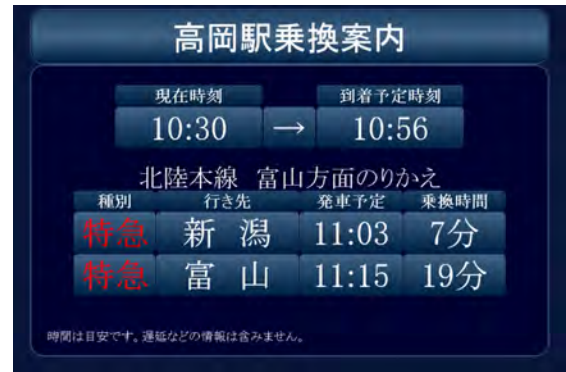 高岡駅乗換案内
現在時刻 到着予定時刻
10:30 → 10:56
北陸本線 富山方面のりかえ
種別 行き先 発車予定 乗換時間
特急 新潟 11:03 7分
特急 富山 11:15 19分
時間は目安です。遅延などの情報は含みません。